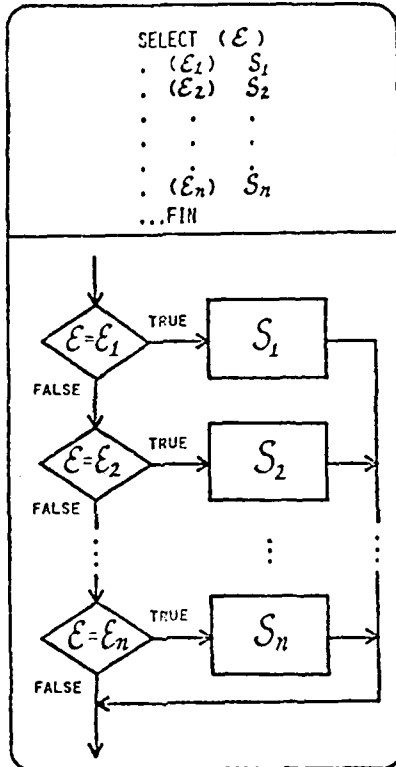 SELECT (ℰ)
. (ℰ1) S1
. (ℰ2) S2
. . .
. . .
. . .
. (ℰn) Sn
...FIN
ℰ=ℰ1 TRUE S1
FALSE
ℰ=ℰ2 TRUE S2
FALSE
ℰ=ℰn TRUE Sn
FALSE